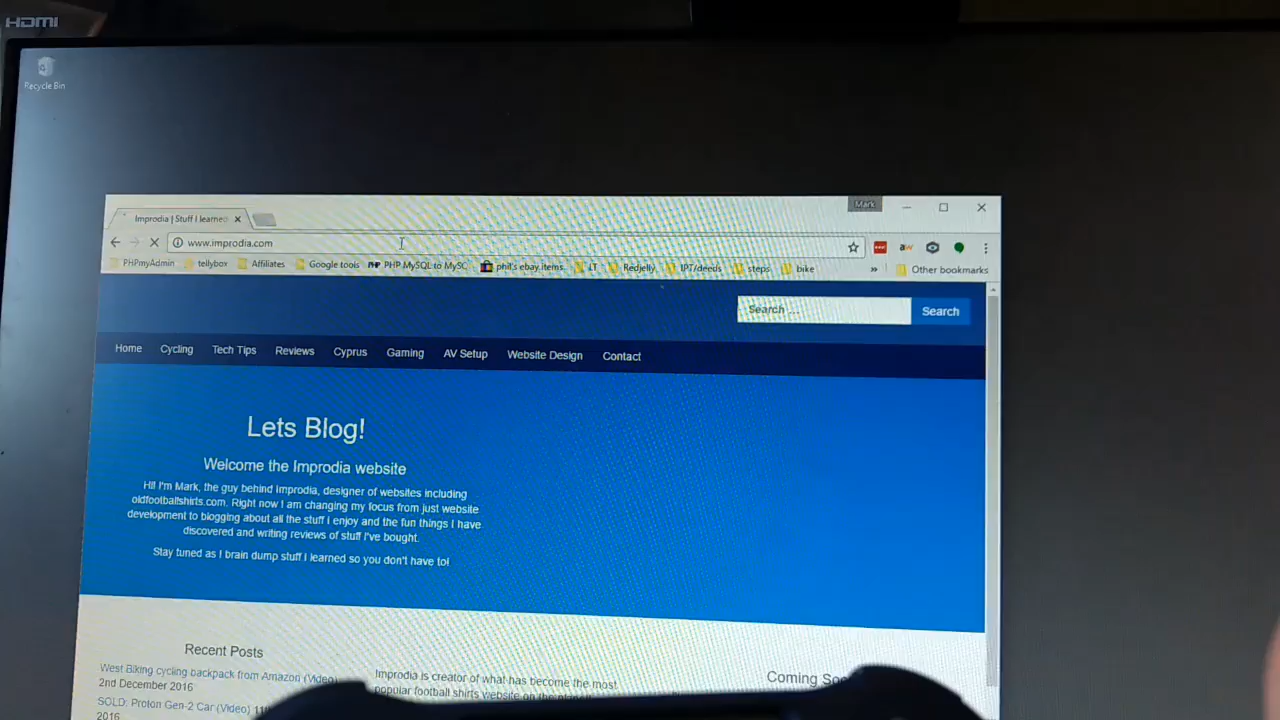 HDMI
Recycle Bin
Mark
Improdia | Stuff I learned
www.improdia.com
PHPmyAdmin tellyboy Affiliates Google tools PHP MySQL to MySC phil's ebay items LT Redjelly IPT/deeds steps bike » Other bookmarks
Search ... Search
Home Cycling Tech Tips Reviews Cyprus Gaming AV Setup Website Design Contact
Lets Blog!
Welcome the Improdia website
Hi! I'm Mark, the guy behind Improdia, designer of websites including
oldfootballshirts.com. Right now I am changing my focus from just website
development to blogging about all the stuff I enjoy and the fun things I have
discovered and writing reviews of stuff I've bought.
Stay tuned as I brain dump stuff I learned so you don't have to!
Recent Posts
West Biking cycling backpack from Amazon (Video)
2nd December 2016
SOLD: Proton Gen-2 Car (Video)
2016
Improdia is creator of what has become the most
popular football shirts website on the
Coming